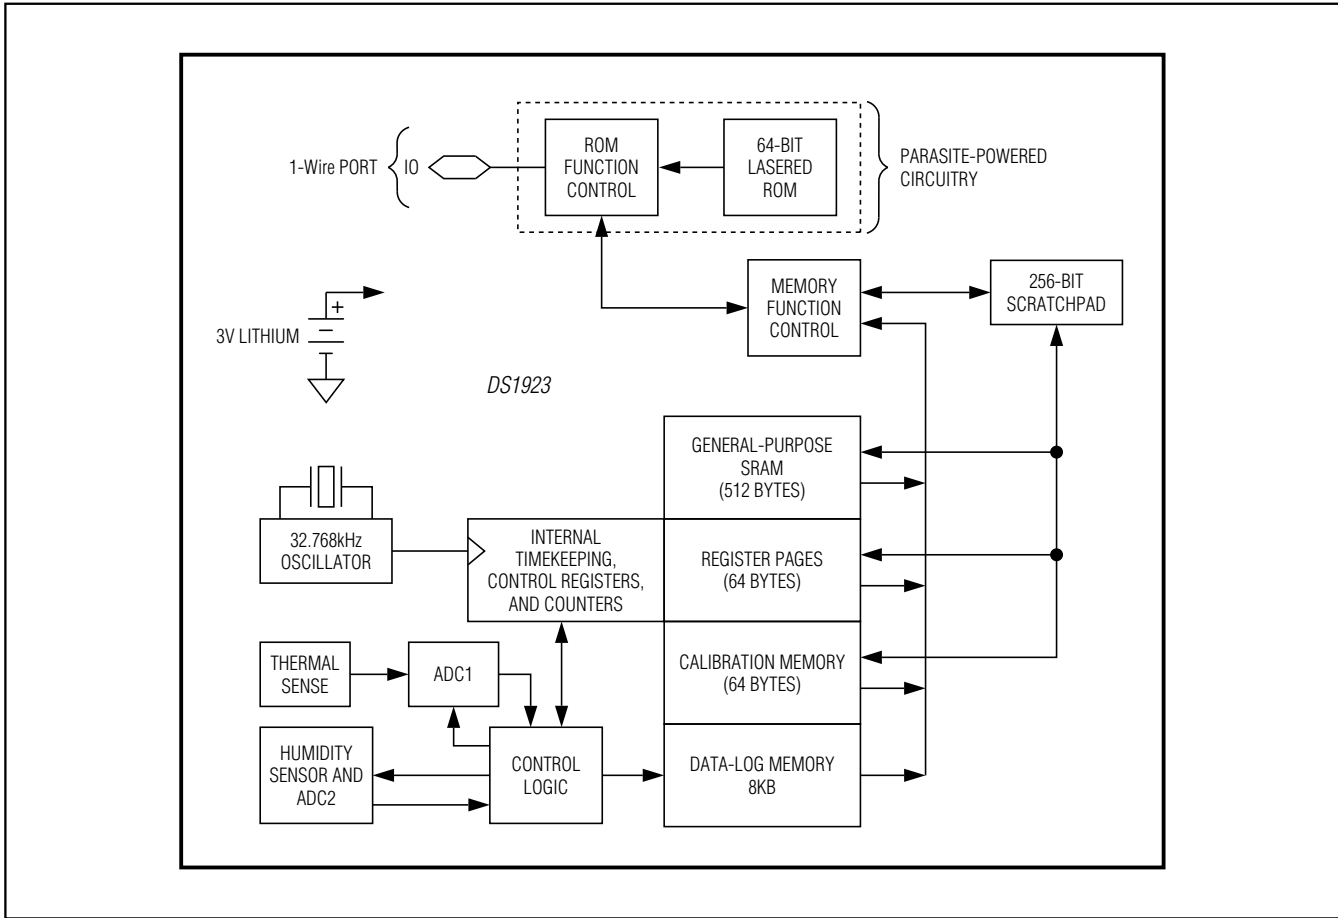 1-Wire PORT
IO
ROM
FUNCTION
CONTROL
64-BIT
LASERED
ROM
PARASITE-POWERED
CIRCUITRY
3V LITHIUM
+
MEMORY
FUNCTION
CONTROL
256-BIT
SCRATCHPAD
DS1923
GENERAL-PURPOSE
SRAM
(512 BYTES)
32.768kHz
OSCILLATOR
INTERNAL
TIMEKEEPING,
CONTROL REGISTERS,
AND COUNTERS
REGISTER PAGES
(64 BYTES)
THERMAL
SENSE
ADC1
CALIBRATION MEMORY
(64 BYTES)
HUMIDITY
SENSOR AND
ADC2
CONTROL
LOGIC
DATA-LOG MEMORY
8KB